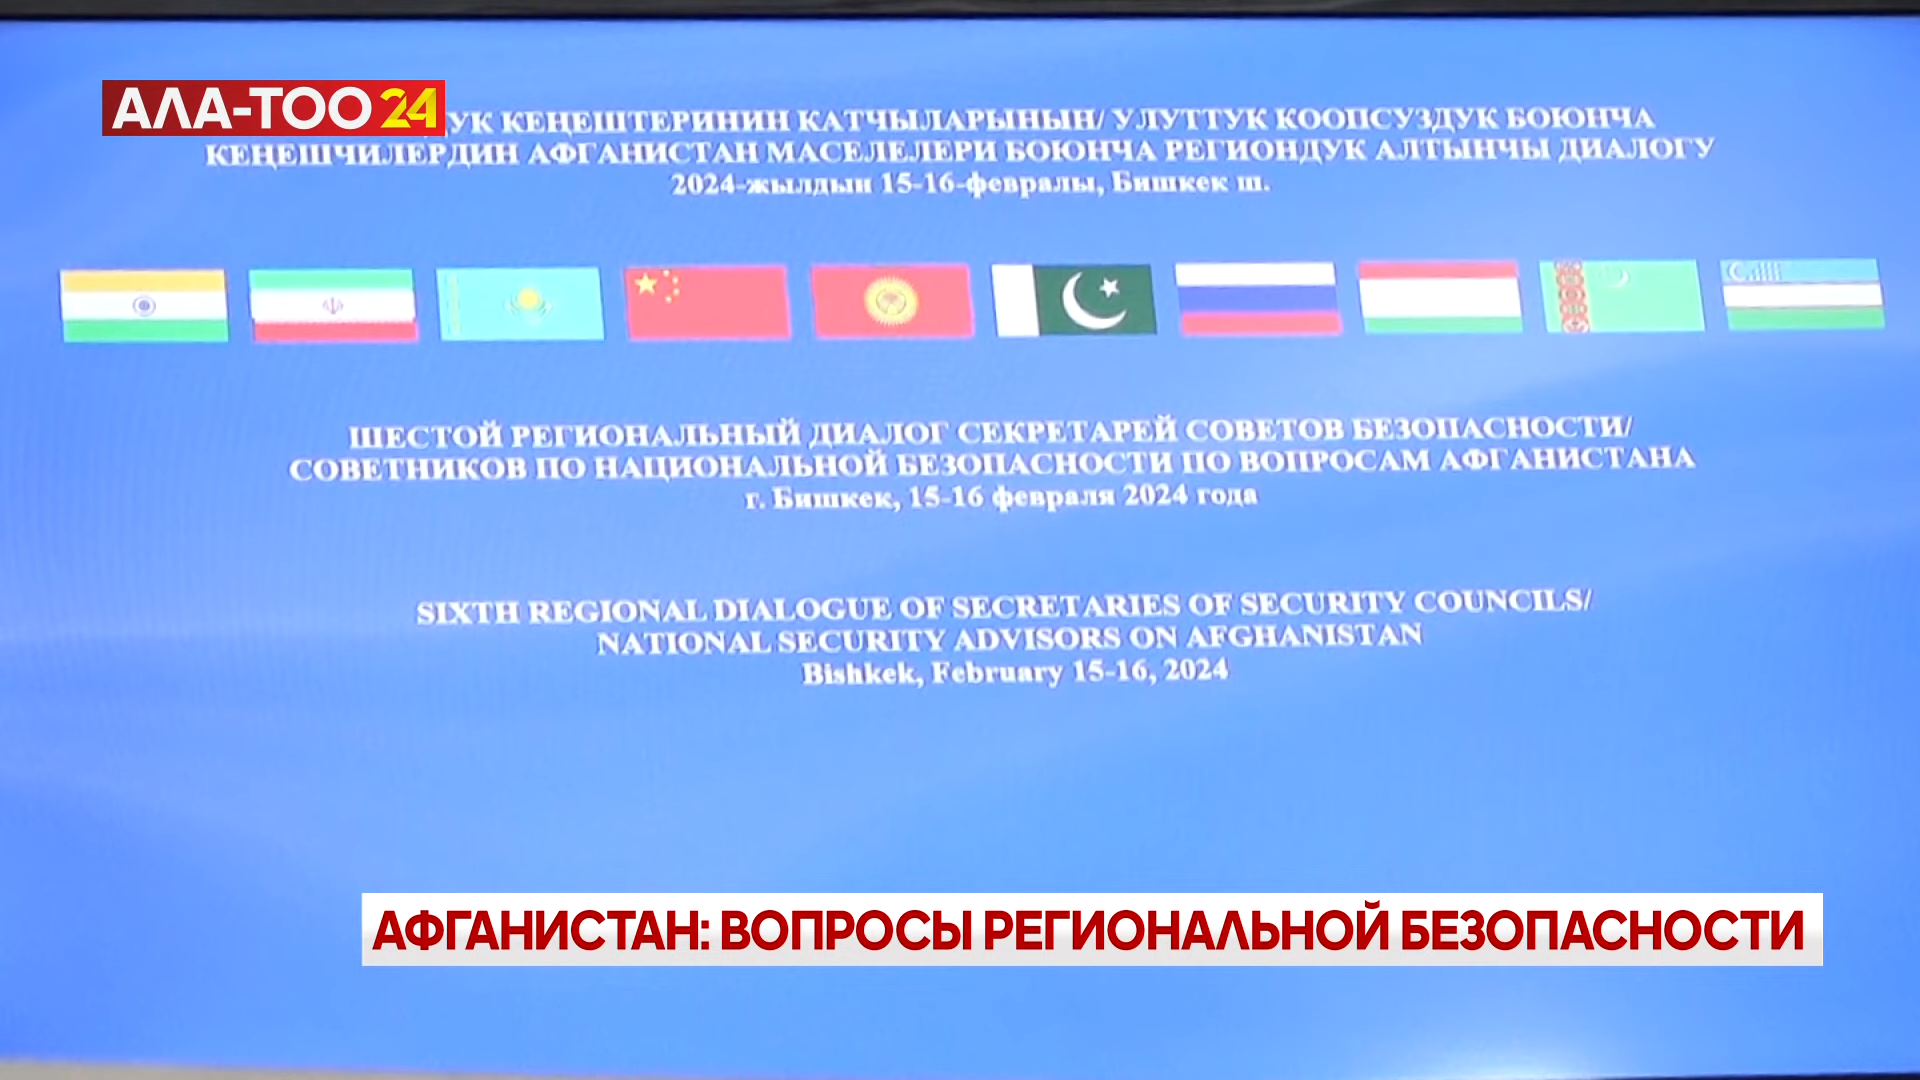 АЛА-ТОО 24
КЕҢЕШТЕРИНИН КАТЧЫЛАРЫНЫН/ УЛУТТУК КООПСУЗДУК БОЮНЧА
КЕҢЕШЧИЛЕРДИН АФГАНИСТАН МАСЕЛЕЛЕРИ БОЮНЧА РЕГИОНДУК АЛТЫНЧЫ ДИАЛОГУ
2024-жылдын 15-16-февралы, Бишкек ш.
ШЕСТОЙ РЕГИОНАЛЬНЫЙ ДИАЛОГ СЕКРЕТАРЕЙ СОВЕТОВ БЕЗОПАСНОСТИ/
СОВЕТНИКОВ ПО НАЦИОНАЛЬНОЙ БЕЗОПАСНОСТИ ПО ВОПРОСАМ АФГАНИСТАНА
г. Бишкек, 15-16 февраля 2024 года
SIXTH REGIONAL DIALOGUE OF SECRETARIES OF SECURITY COUNCILS/
NATIONAL SECURITY ADVISORS ON AFGHANISTAN
Bishkek, February 15-16, 2024
АФГАНИСТАН: ВОПРОСЫ РЕГИОНАЛЬНОЙ БЕЗОПАСНОСТИ